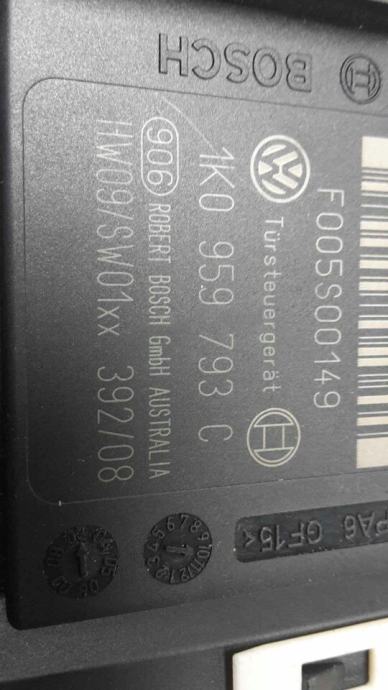 BOSCH
F005S00149
Türsteuergerät
1K0 959 793 C
906 ROBERT BOSCH GmbH AUSTRALIA
HW09/SW01xx 392/08
PA6 GF15<